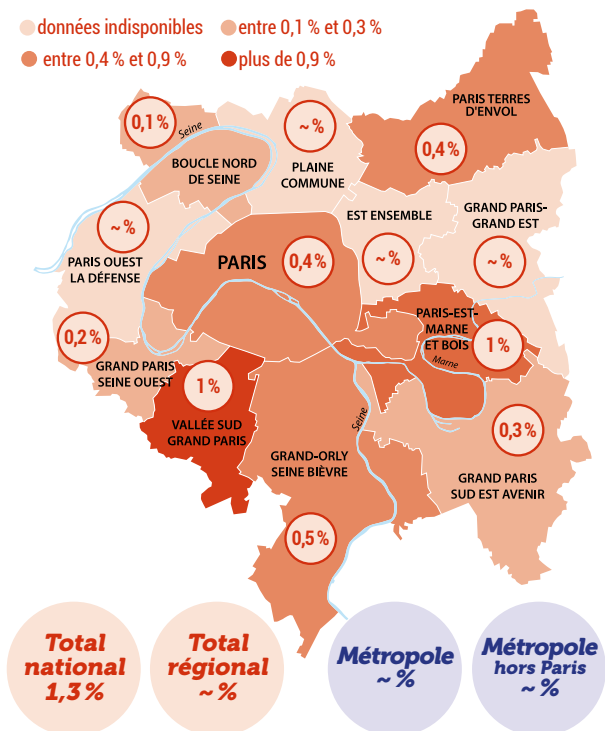 données indisponibles
entre 0,1 % et 0,3 %
entre 0,4 % et 0,9 %
plus de 0,9 %
PARIS TERRES
D'ENVOL
0,4 %
0,1 %
Seine
BOUCLE NORD
DE SEINE
~ %
PLAINE
COMMUNE
EST ENSEMBLE
~ %
GRAND PARIS-
GRAND EST
~ %
~ %
PARIS OUEST
LA DÉFENSE
PARIS
0,4 %
PARIS-EST-
MARNE
ET BOIS
Marne
1 %
0,2 %
GRAND PARIS
SEINE OUEST
1 %
VALLÉE SUD
GRAND PARIS
Seine
GRAND-ORLY
SEINE BIÈVRE
0,5 %
0,3 %
GRAND PARIS
SUD EST AVENIR
Total
national
1,3 %
Total
régional
~ %
Métropole
~ %
Métropole
hors Paris
~ %